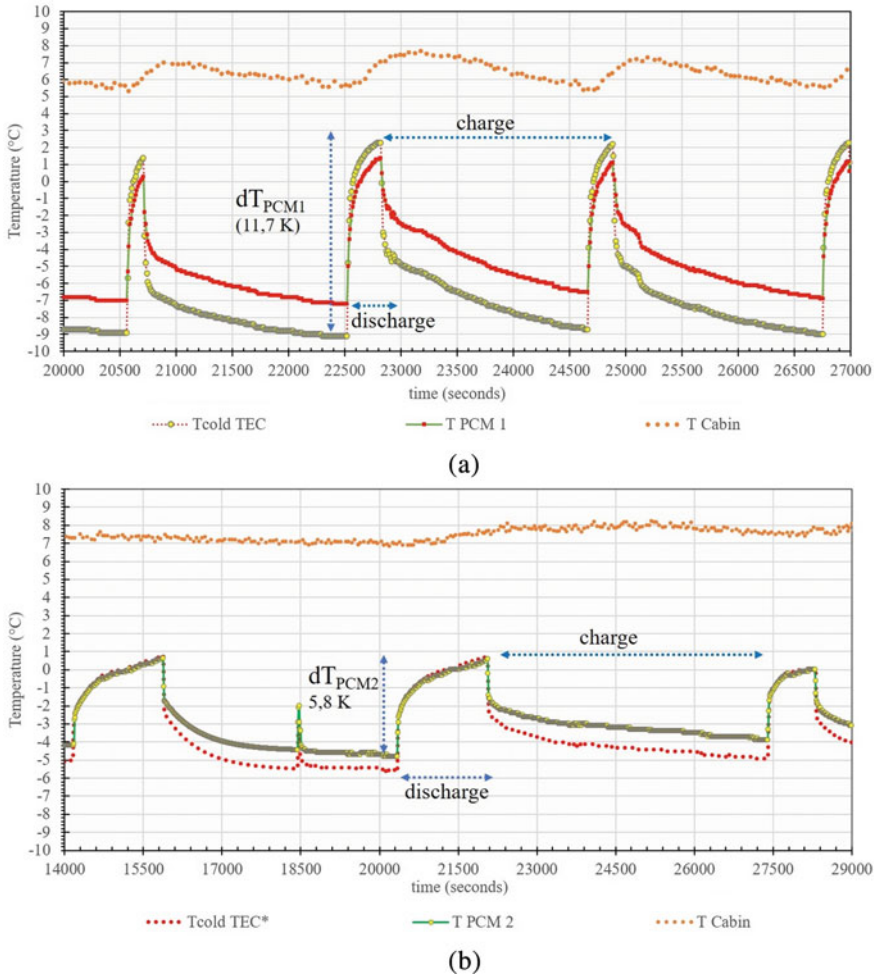 10
9
8
7
6
5
4
3
2
1
0
-1
-2
-3
-4
-5
-6
-7
-8
-9
-10
Temperature (°C)
charge
dTPCM1
(11,7 K)
discharge
20000 20500 21000 21500 22000 22500 23000 23500 24000 24500 25000 25500 26000 26500 27000
time (seconds)
Tcold TEC T PCM 1 T Cabin
(a)
10
9
8
7
6
5
4
3
2
1
0
-1
-2
-3
-4
-5
-6
-7
-8
-9
-10
Temperature (°C)
charge
dTPCM2
5,8 K
discharge
14000 15500 17000 18500 20000 21500 23000 24500 26000 27500 29000
time (seconds)
Tcold TEC* T PCM 2 T Cabin
(b)